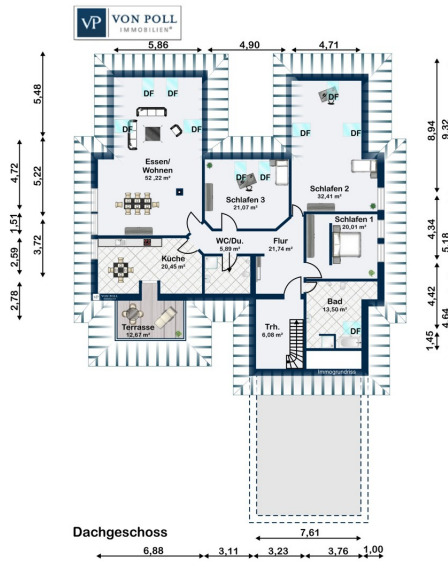 VP VON POLL
IMMOBILIEN®
5,86 4,90 4,71
5,48
4,72
5,22
1,51
2,59
3,72
2,78
8,94
9,32
4,34
5,18
4,42
4,64
1,45
DF DF
DF DF
Essen/
Wohnen
52,22 m²
DF DF
Schlafen 3
21,07 m²
DF
DF DF
Schlafen 2
32,41 m²
Schlafen 1
20,01 m²
WC/Du.
5,89 m²
Flur
21,74 m²
Küche
20,45 m²
VP VON POLL
Terrasse
12,67 m²
Bad
13,50 m²
DF
Trh.
6,08 m²
Immogrundriss
Dachgeschoss
7,61
6,88 3,11 3,23 3,76 1,00